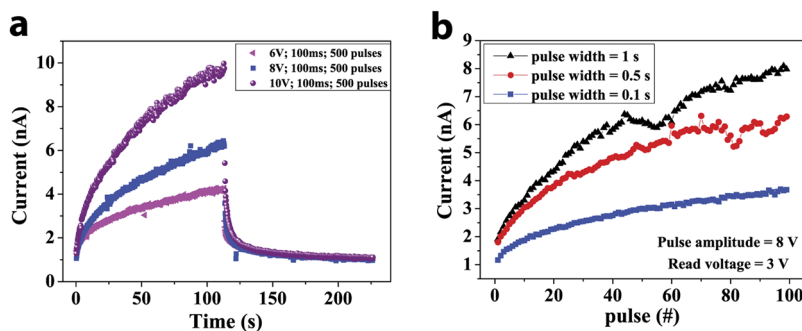 a
6V; 100ms; 500 pulses
8V; 100ms; 500 pulses
10V; 100ms; 500 pulses
Current (nA)
10
8
6
4
2
0
0
50
100
150
200
Time (s)
b
pulse width = 1 s
pulse width = 0.5 s
pulse width = 0.1 s
Current (nA)
9
8
7
6
5
4
3
2
1
Pulse amplitude = 8 V
Read voltage = 3 V
0
20
40
60
80
100
pulse (#)